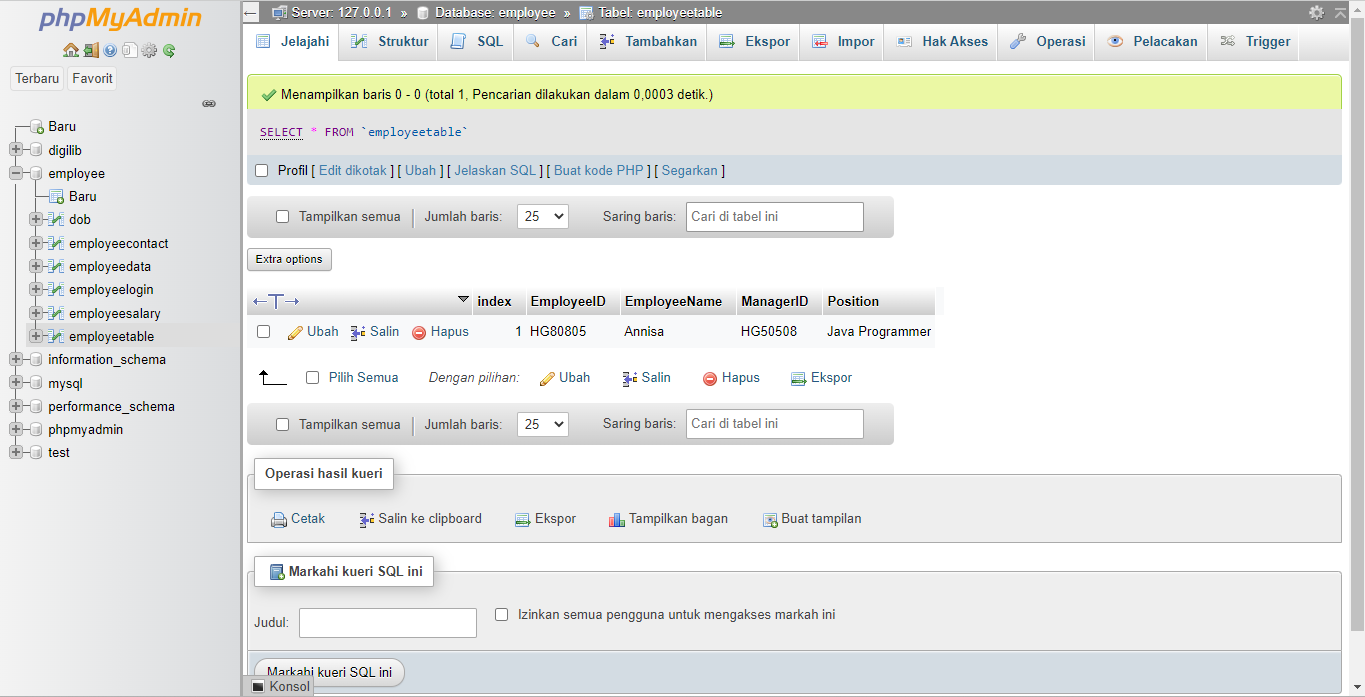 phpMyAdmin
Terbaru Favorit
Baru
digilib
employee
Baru
dob
employeecontact
employeedata
employeelogin
employeesalary
employeetable
information_schema
mysql
performance_schema
phpmyadmin
test
Server: 127.0.0.1 » Database: employee » Tabel: employeetable
Jelajahi Struktur SQL Cari Tambahkan Ekspor Impor Hak Akses Operasi Pelacakan Trigger
Menampilkan baris 0 - 0 (total 1, Pencarian dilakukan dalam 0,0003 detik.)
SELECT * FROM `employeetable`
Profil [ Edit dikotak ] [ Ubah ] [ Jelaskan SQL ] [ Buat kode PHP ] [ Segarkan ]
Tampilkan semua | Jumlah baris: 25 Saring baris: Cari di tabel ini
Extra options
←T→ index EmployeeID EmployeeName ManagerID Position
Ubah Salin Hapus 1 HG80805 Annisa HG50508 Java Programmer
Pilih Semua Dengan pilihan: Ubah Salin Hapus Ekspor
Tampilkan semua | Jumlah baris: 25 Saring baris: Cari di tabel ini
Operasi hasil kueri
Cetak Salin ke clipboard Ekspor Tampilkan bagan Buat tampilan
Markahi kueri SQL ini
Judul: Izinkan semua pengguna untuk mengakses markah ini
Markahi kueri SQL ini
Konsol